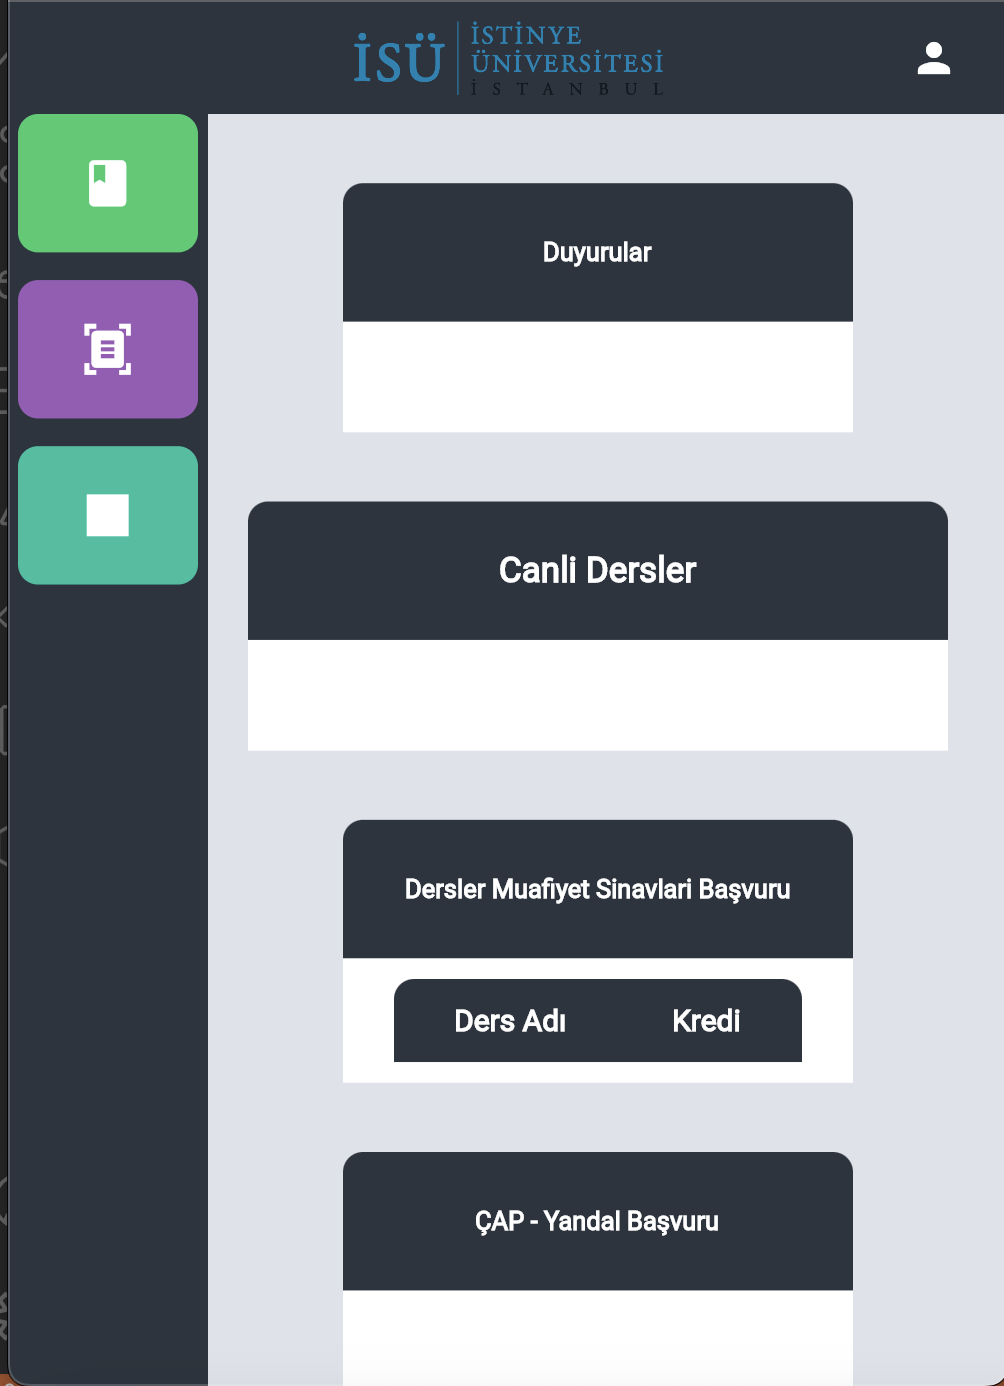 İSÜ
İSTİNYE
ÜNİVERSİTESİ
İSTANBUL
Duyurular
Canli Dersler
Dersler Muafiyet Sinavlari Başvuru
Ders Adı Kredi
ÇAP - Yandal Başvuru